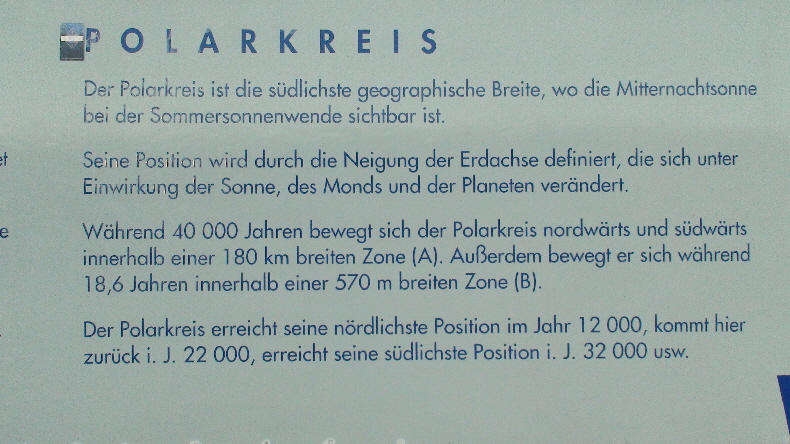 POLARKREIS
Der Polarkreis ist die südlichste geographische Breite, wo die Mitternachtsonne
bei der Sommersonnenwende sichtbar ist.
Seine Position wird durch die Neigung der Erdachse definiert, die sich unter
Einwirkung der Sonne, des Monds und der Planeten verändert.
Während 40 000 Jahren bewegt sich der Polarkreis nordwärts und südwärts
innerhalb einer 180 km breiten Zone (A). Außerdem bewegt er sich während
18,6 Jahren innerhalb einer 570 m breiten Zone (B).
Der Polarkreis erreicht seine nördlichste Position im Jahr 12 000, kommt hier
zurück i. J. 22 000, erreicht seine südlichste Position i. J. 32 000 usw.